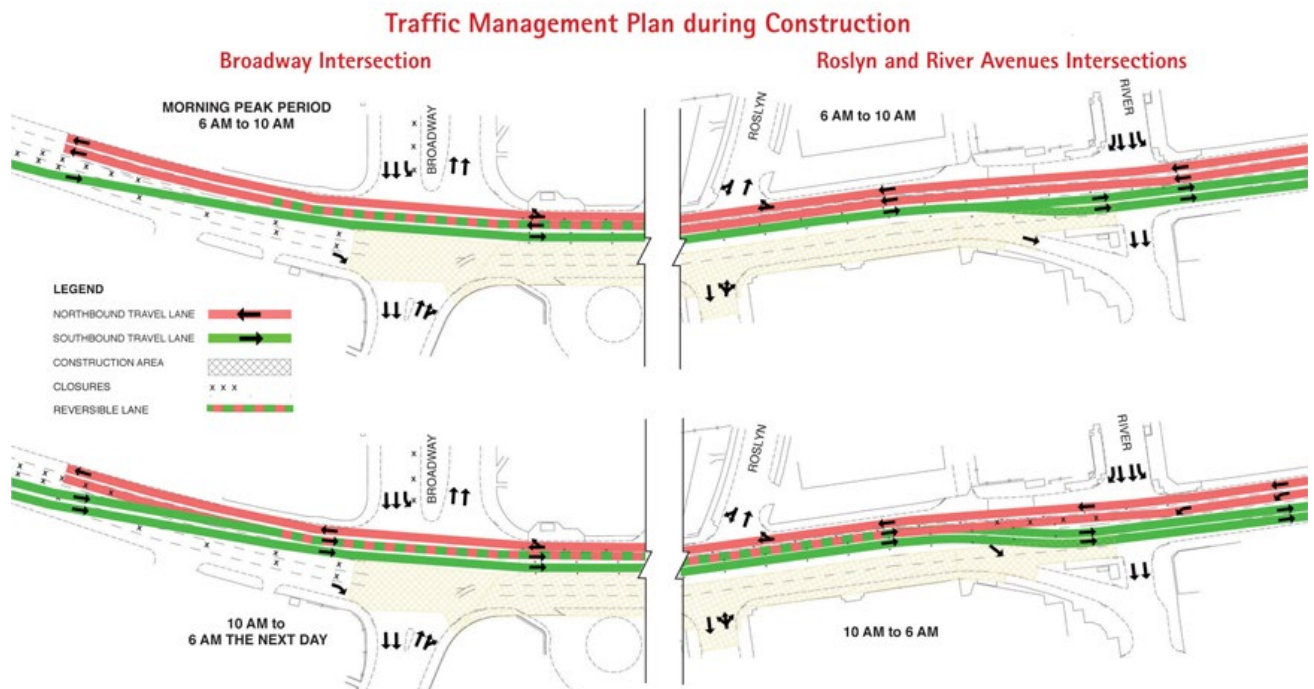 Traffic Management Plan during Construction
Broadway Intersection
Roslyn and River Avenues Intersections
MORNING PEAK PERIOD
6 AM to 10 AM
BROADWAY
ROSLYN
6 AM to 10 AM
RIVER
LEGEND
NORTHBOUND TRAVEL LANE
SOUTHBOUND TRAVEL LANE
CONSTRUCTION AREA
CLOSURES x x x
REVERSIBLE LANE
BROADWAY
ROSLYN
RIVER
10 AM to
6 AM THE NEXT DAY
10 AM to 6 AM